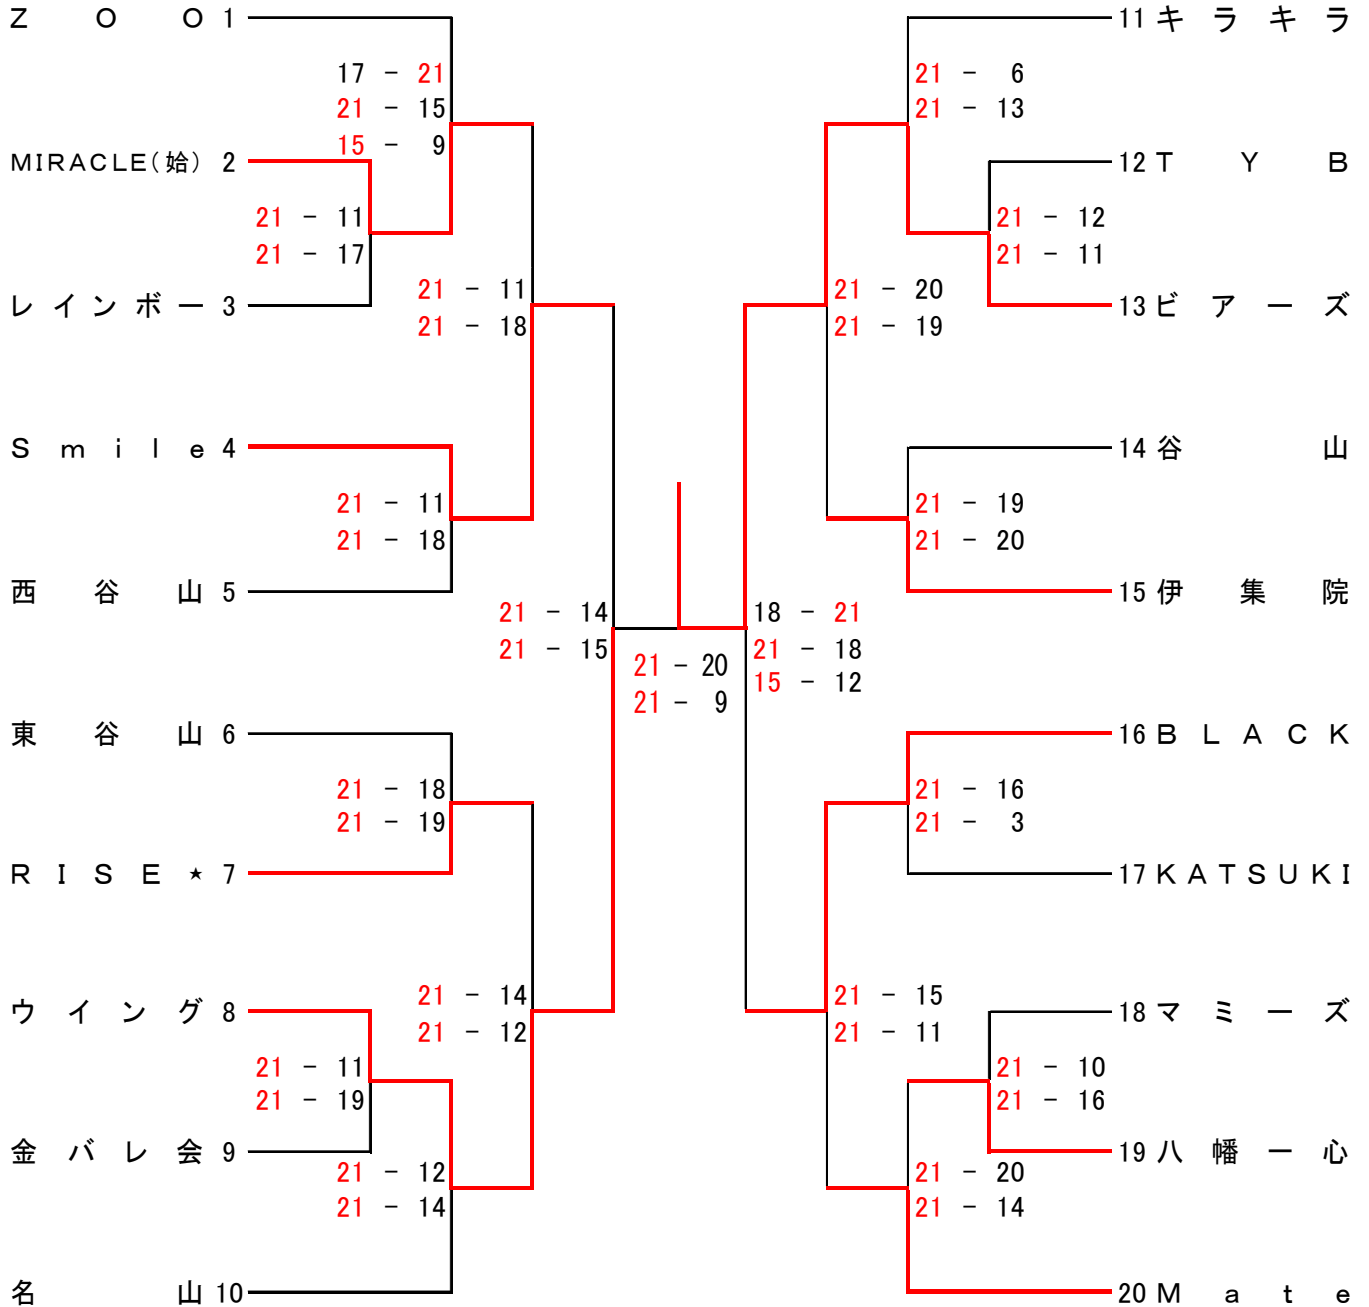 ＺＯＯ 1
17 － 21
21 － 15
15 － 9
MIRACLE(姶) 2
21 － 11
21 － 17
レインボー 3
21 － 11
21 － 18
Ｓｍｉｌｅ 4
21 － 11
21 － 18
西谷山 5
21 － 14
21 － 15
東谷山 6
21 － 18
21 － 19
ＲＩＳＥ★ 7
ウイング 8
21 － 14
21 － 12
21 － 11
21 － 19
金バレ会 9
21 － 12
21 － 14
名山 10
21 － 20
21 － 9
11 キラキラ
21 － 6
21 － 13
12 ＴＹＢ
21 － 12
21 － 11
13 ビアーズ
21 － 20
21 － 19
14 谷山
21 － 19
21 － 20
15 伊集院
18 － 21
21 － 18
15 － 12
16 ＢＬＡＣＫ
21 － 16
21 － 3
17 ＫＡＴＳＵＫＩ
21 － 15
21 － 11
18 マミーズ
21 － 10
21 － 16
19 八幡一心
21 － 20
21 － 14
20 Ｍａｔｅ